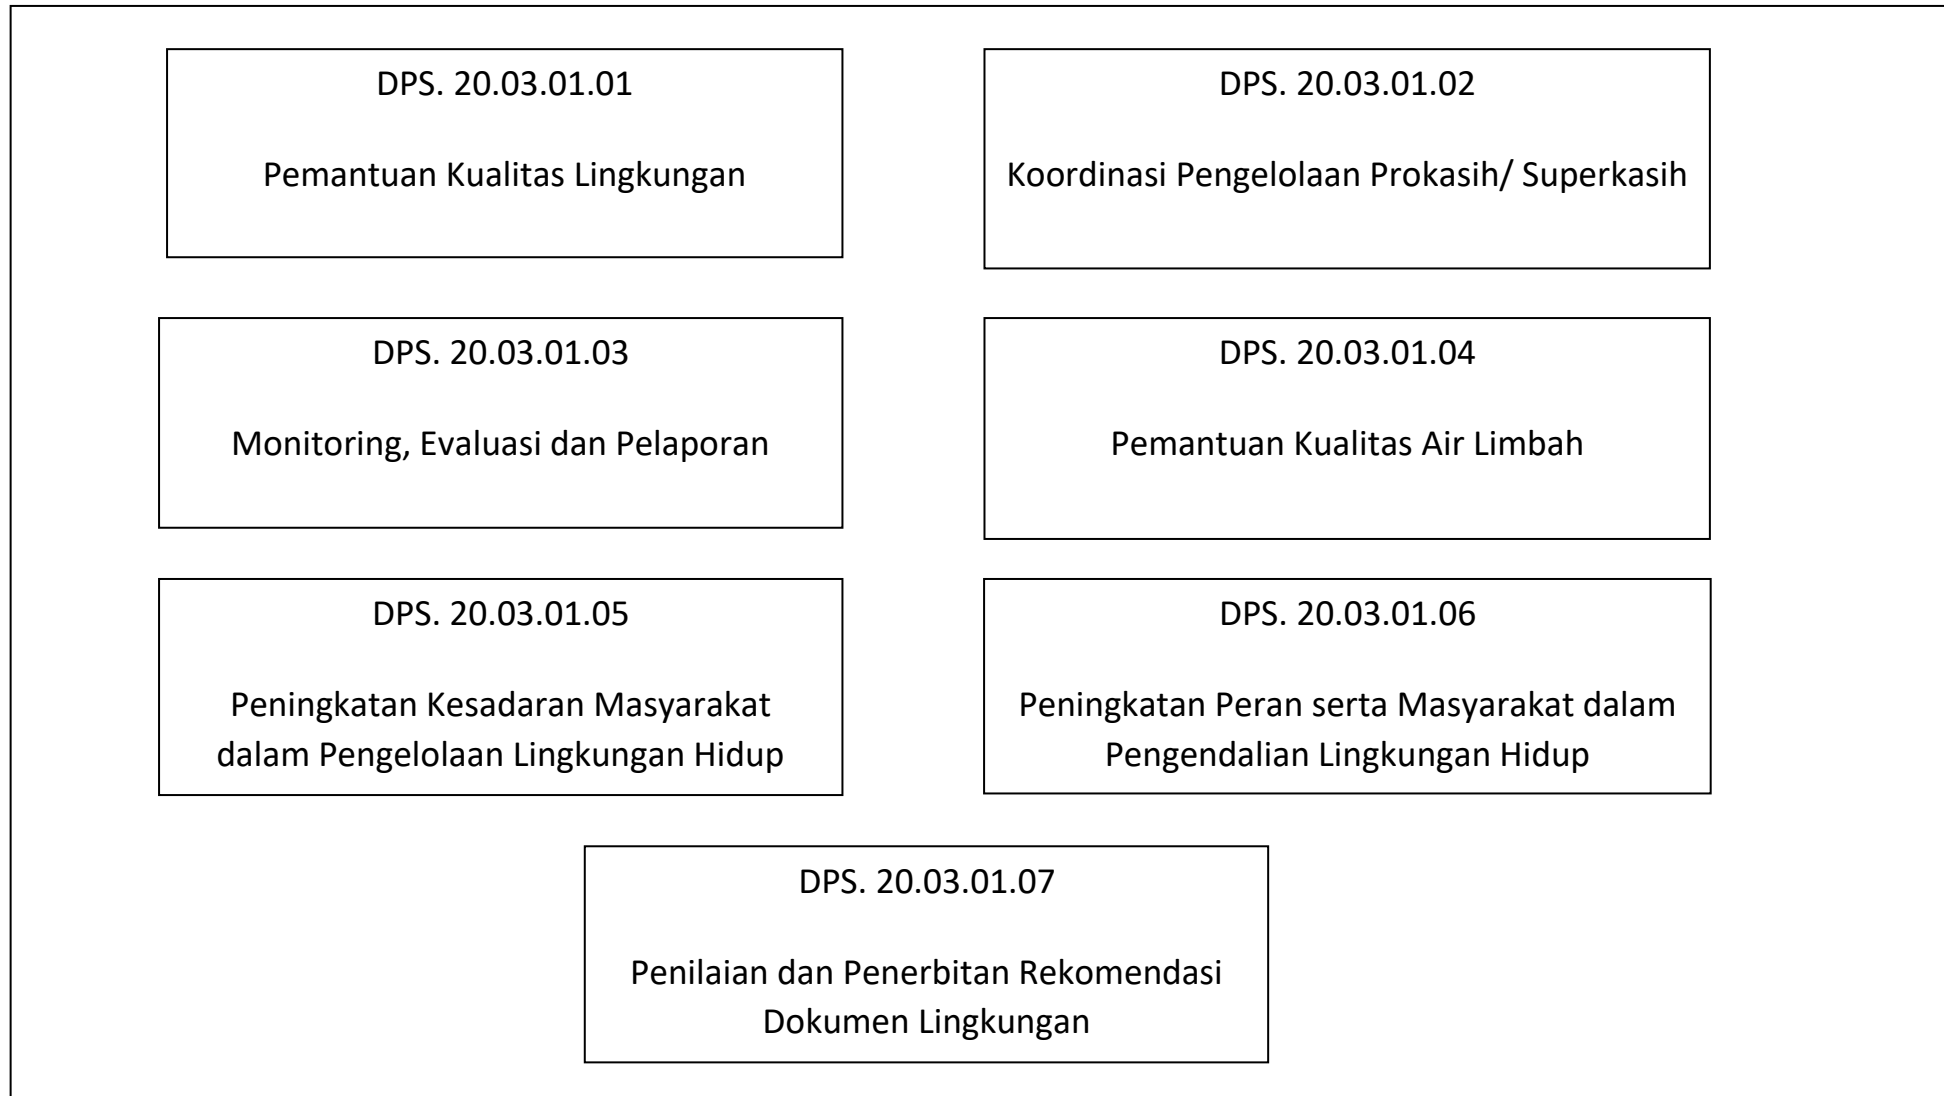 DPS. 20.03.01.01
Pemantuan Kualitas Lingkungan
DPS. 20.03.01.02
Koordinasi Pengelolaan Prokasih/ Superkasih
DPS. 20.03.01.03
Monitoring, Evaluasi dan Pelaporan
DPS. 20.03.01.04
Pemantuan Kualitas Air Limbah
DPS. 20.03.01.05
Peningkatan Kesadaran Masyarakat
dalam Pengelolaan Lingkungan Hidup
DPS. 20.03.01.06
Peningkatan Peran serta Masyarakat dalam
Pengendalian Lingkungan Hidup
DPS. 20.03.01.07
Penilaian dan Penerbitan Rekomendasi
Dokumen Lingkungan